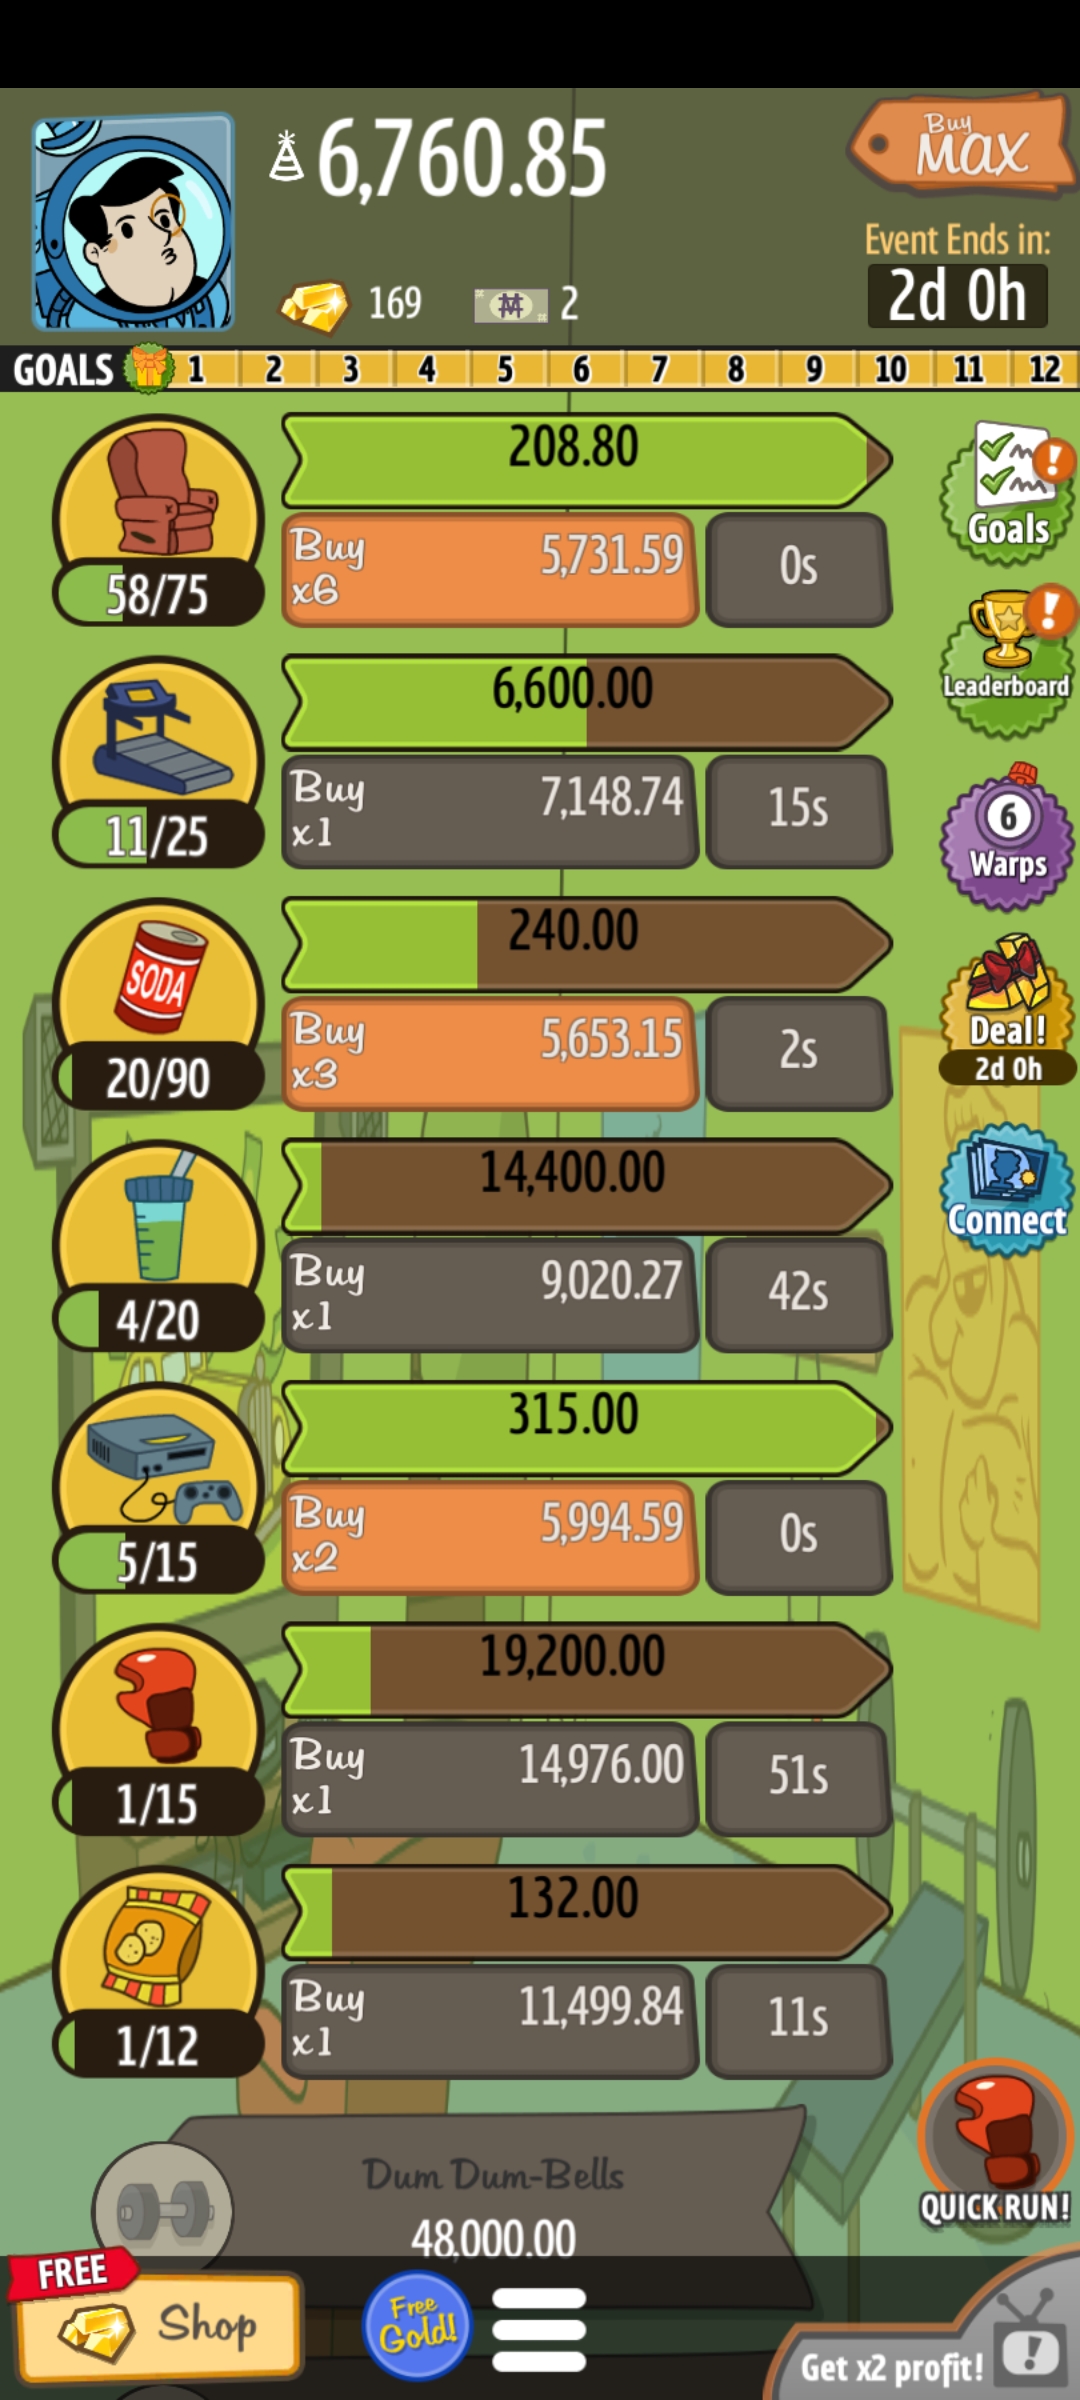 6,760.85
Buy
MAX
169
2
Event Ends in:
2d 0h
GOALS 1 2 3 4 5 6 7 8 9 10 11 12
208.80
Buy
x6
5,731.59
0s
58/75
Goals
6,600.00
Buy
x1
7,148.74
15s
11/25
Leaderboard
6
Warps
240.00
SODA
Buy
x3
5,653.15
2s
20/90
Deal!
2d 0h
14,400.00
Buy
x1
9,020.27
42s
4/20
Connect
315.00
Buy
x2
5,994.59
0s
5/15
19,200.00
Buy
x1
14,976.00
51s
1/15
132.00
Buy
x1
11,499.84
11s
1/12
Dum Dum-Bells
48,000.00
QUICK RUN!
FREE
Shop
Free
Gold!
Get x2 profit!